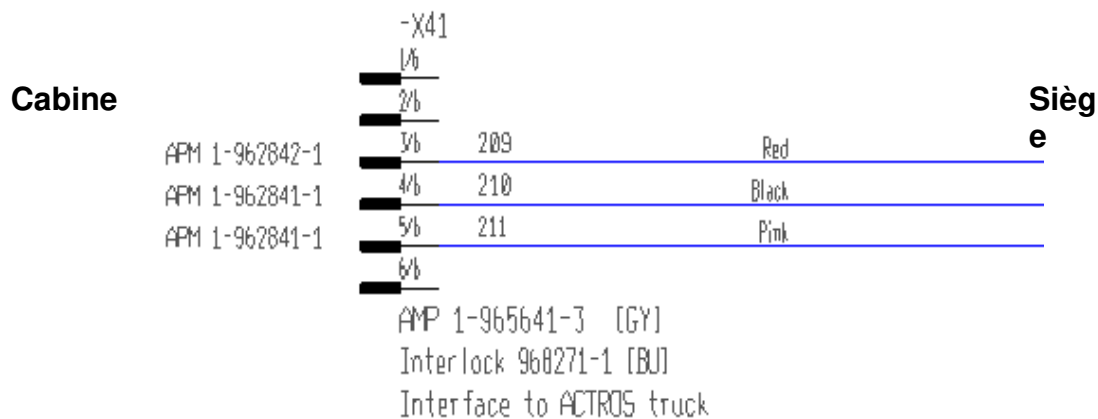 -X41
1/6
Cabine
2/6
Sièg
e
APM 1-962842-1 3/6 209 Red
APM 1-962841-1 4/6 210 Black
APM 1-962841-1 5/6 211 Pink
6/6
AMP 1-965641-3 [GY]
Interlock 968271-1 [BU]
Interface to ACTROS truck